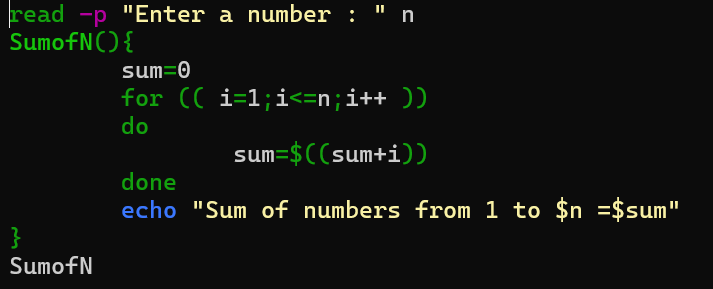 read -p "Enter a number : " n
SumofN(){
        sum=0
        for (( i=1;i<=n;i++ ))
        do
                sum=$((sum+i))
        done
        echo "Sum of numbers from 1 to $n =$sum"
}
SumofN